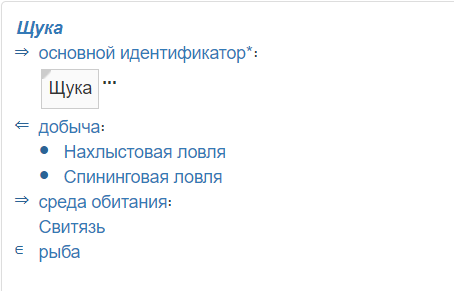 Щука
⇒ основной идентификатор*:
Щука ...
⇐ добыча:
• Нахлыстовая ловля
• Спининговая ловля
⇒ среда обитания:
Свитязь
∈ рыба